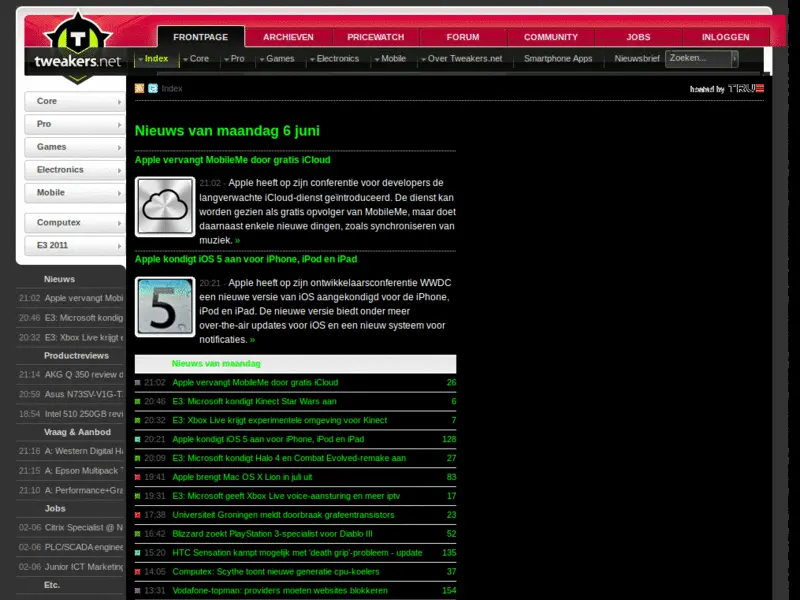 FRONTPAGE ARCHIEVEN PRICEWATCH FORUM COMMUNITY JOBS INLOGGEN
T
tweakers.net
Index Core Pro Games Electronics Mobile Over Tweakers.net Smartphone Apps Nieuwsbrief Zoeken...
Index
hosted by TRUE
Core
Pro
Games
Electronics
Mobile
Computex
E3 2011
Nieuws
21:02 Apple vervangt Mobi
20:46 E3: Microsoft kondig
20:32 E3: Xbox Live krijgt e
Productreviews
21:14 AKG Q 350 review d
20:59 Asus N73SV-V1G-T
18:54 Intel 510 250GB revi
Vraag & Aanbod
21:16 A: Western Digital Ha
21:15 A: Epson Multipack T
21:10 A: Performance+Gra
Jobs
02-06 Citrix Specialist @ N
02-06 PLC/SCADA enginee
02-06 Junior ICT Marketing
Etc.
Nieuws van maandag 6 juni
Apple vervangt MobileMe door gratis iCloud
21:02 - Apple heeft op zijn conferentie voor developers de
langverwachte iCloud-dienst geïntroduceerd. De dienst kan
worden gezien als gratis opvolger van MobileMe, maar doet
daarnaast enkele nieuwe dingen, zoals synchroniseren van
muziek. »
Apple kondigt iOS 5 aan voor iPhone, iPod en iPad
5
20:21 - Apple heeft op zijn ontwikkelaarsconferentie WWDC
een nieuwe versie van iOS aangekondigd voor de iPhone,
iPod en iPad. De nieuwe versie biedt onder meer
over-the-air updates voor iOS en een nieuw systeem voor
notificaties. »
Nieuws van maandag
21:02 Apple vervangt MobileMe door gratis iCloud 26
20:46 E3: Microsoft kondigt Kinect Star Wars aan 6
20:32 E3: Xbox Live krijgt experimentele omgeving voor Kinect 7
20:21 Apple kondigt iOS 5 aan voor iPhone, iPod en iPad 128
20:09 E3: Microsoft kondigt Halo 4 en Combat Evolved-remake aan 27
19:41 Apple brengt Mac OS X Lion in juli uit 83
19:31 E3: Microsoft geeft Xbox Live voice-aansturing en meer iptv 17
17:38 Universiteit Groningen meldt doorbraak grafeentransistors 23
16:42 Blizzard zoekt PlayStation 3-specialist voor Diablo III 52
15:20 HTC Sensation kampt mogelijk met 'death grip'-probleem - update 135
14:05 Computex: Scythe toont nieuwe generatie cpu-koelers 37
13:31 Vodafone-topman: providers moeten websites blokkeren 154